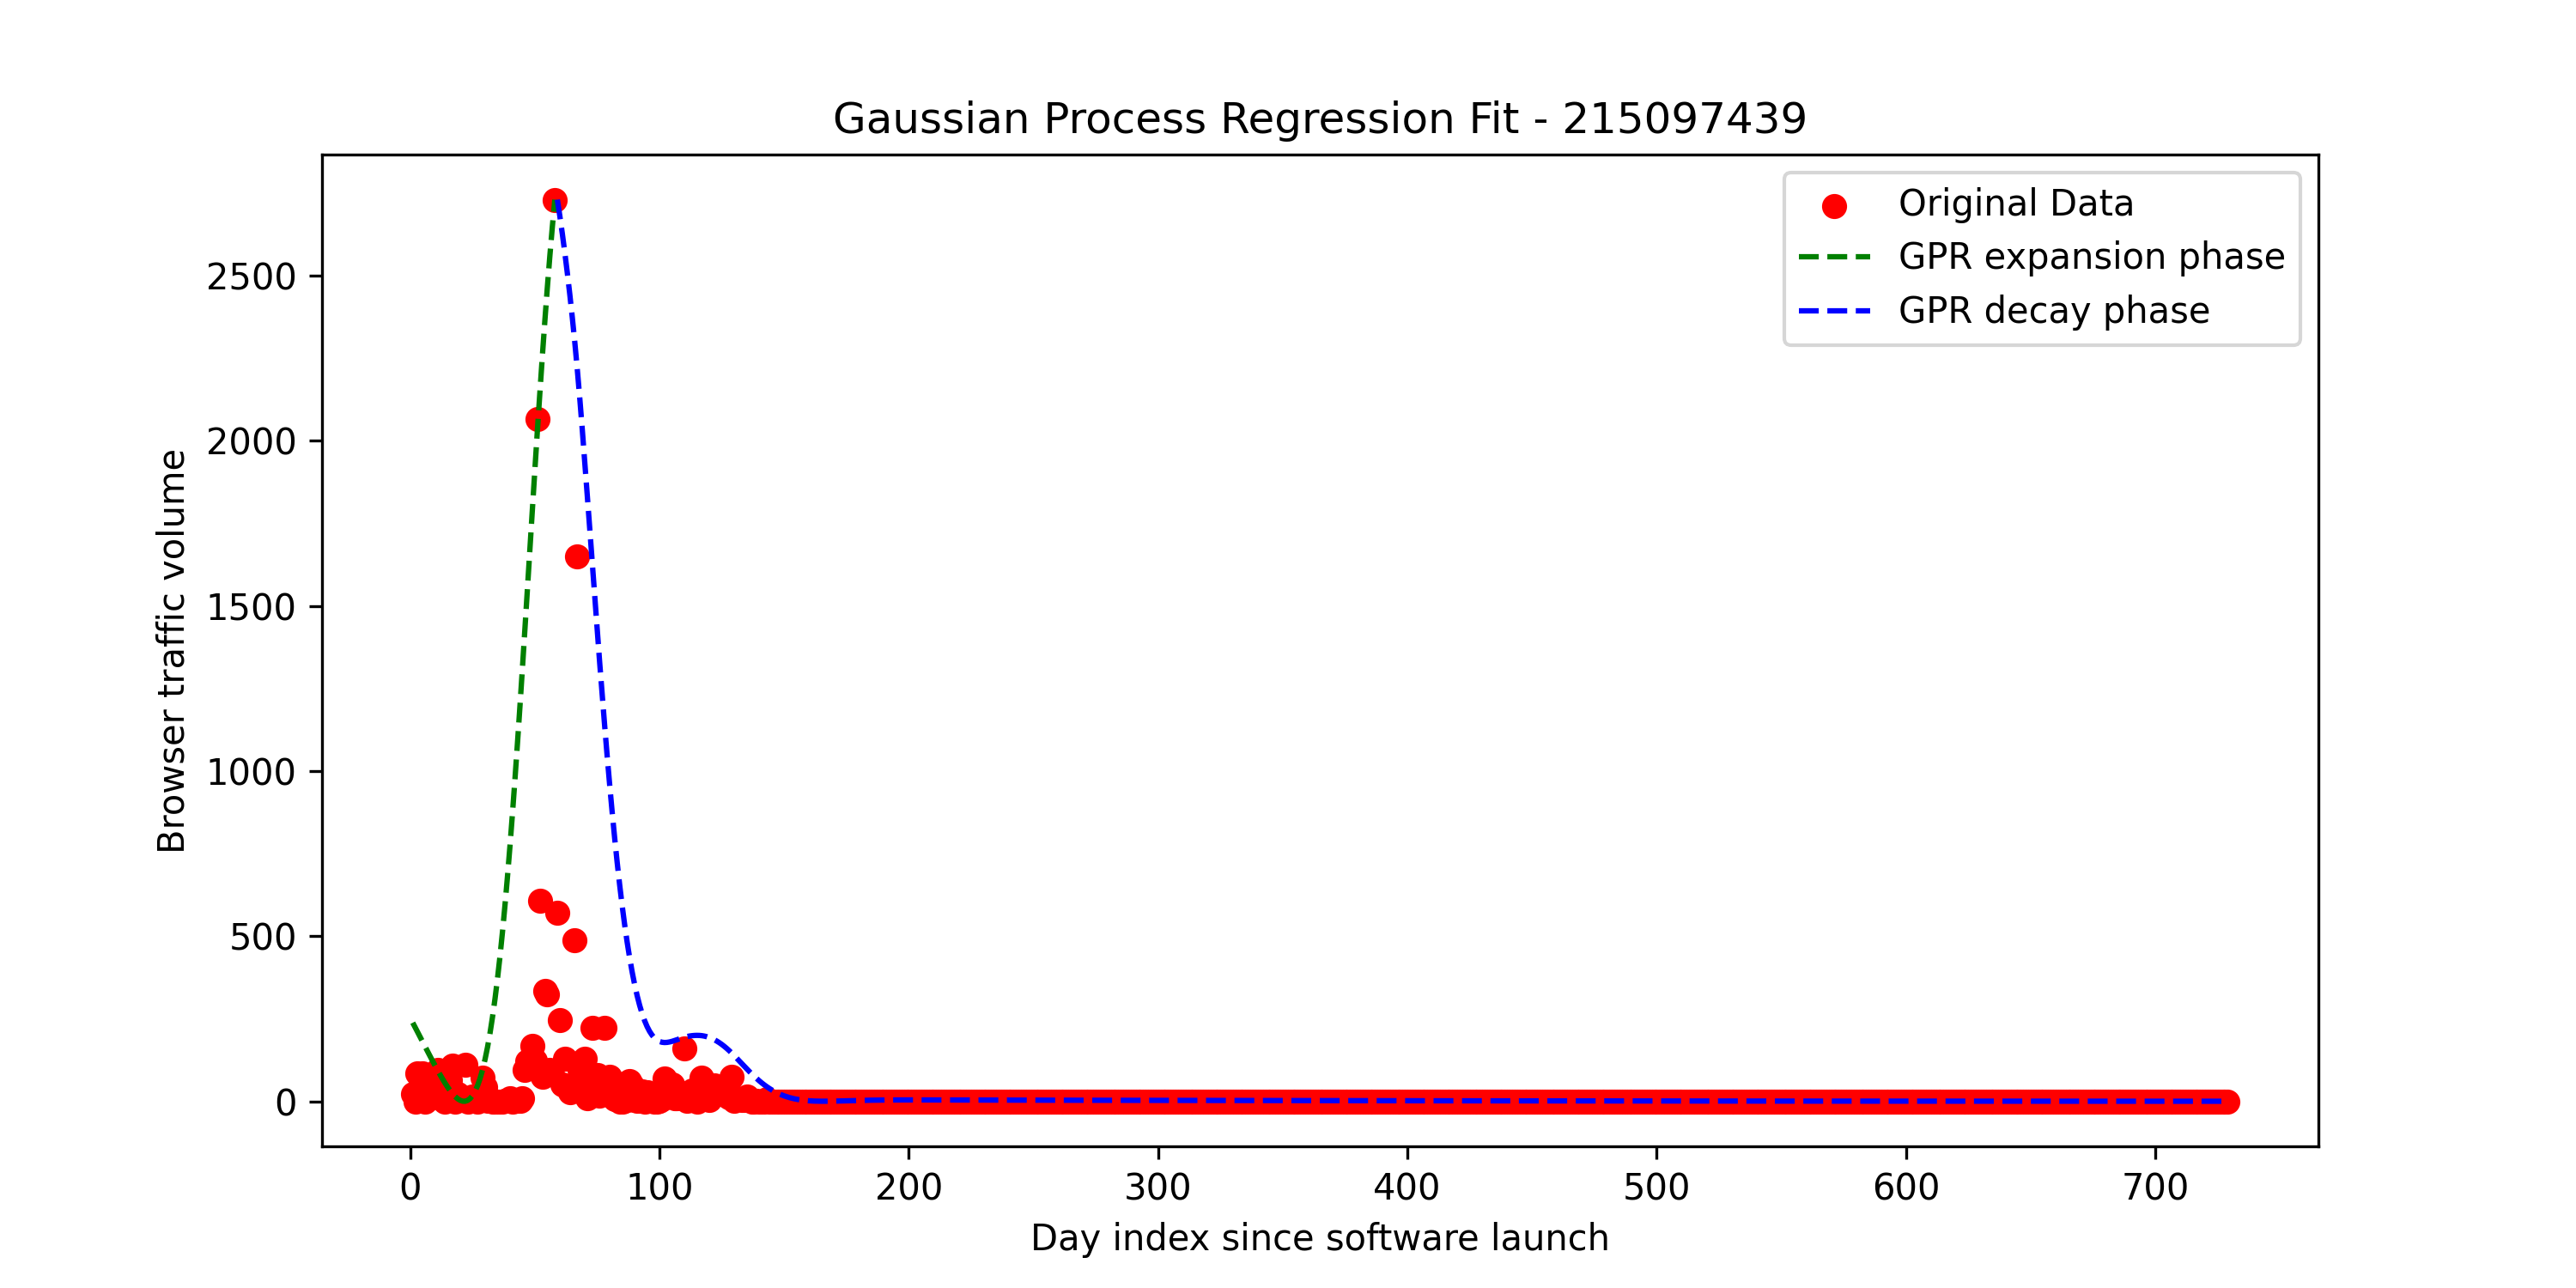 Gaussian Process Regression Fit - 215097439
Original Data
GPR expansion phase
GPR decay phase
Browser traffic volume
2500
2000
1500
1000
500
0
0 100 200 300 400 500 600 700
Day index since software launch